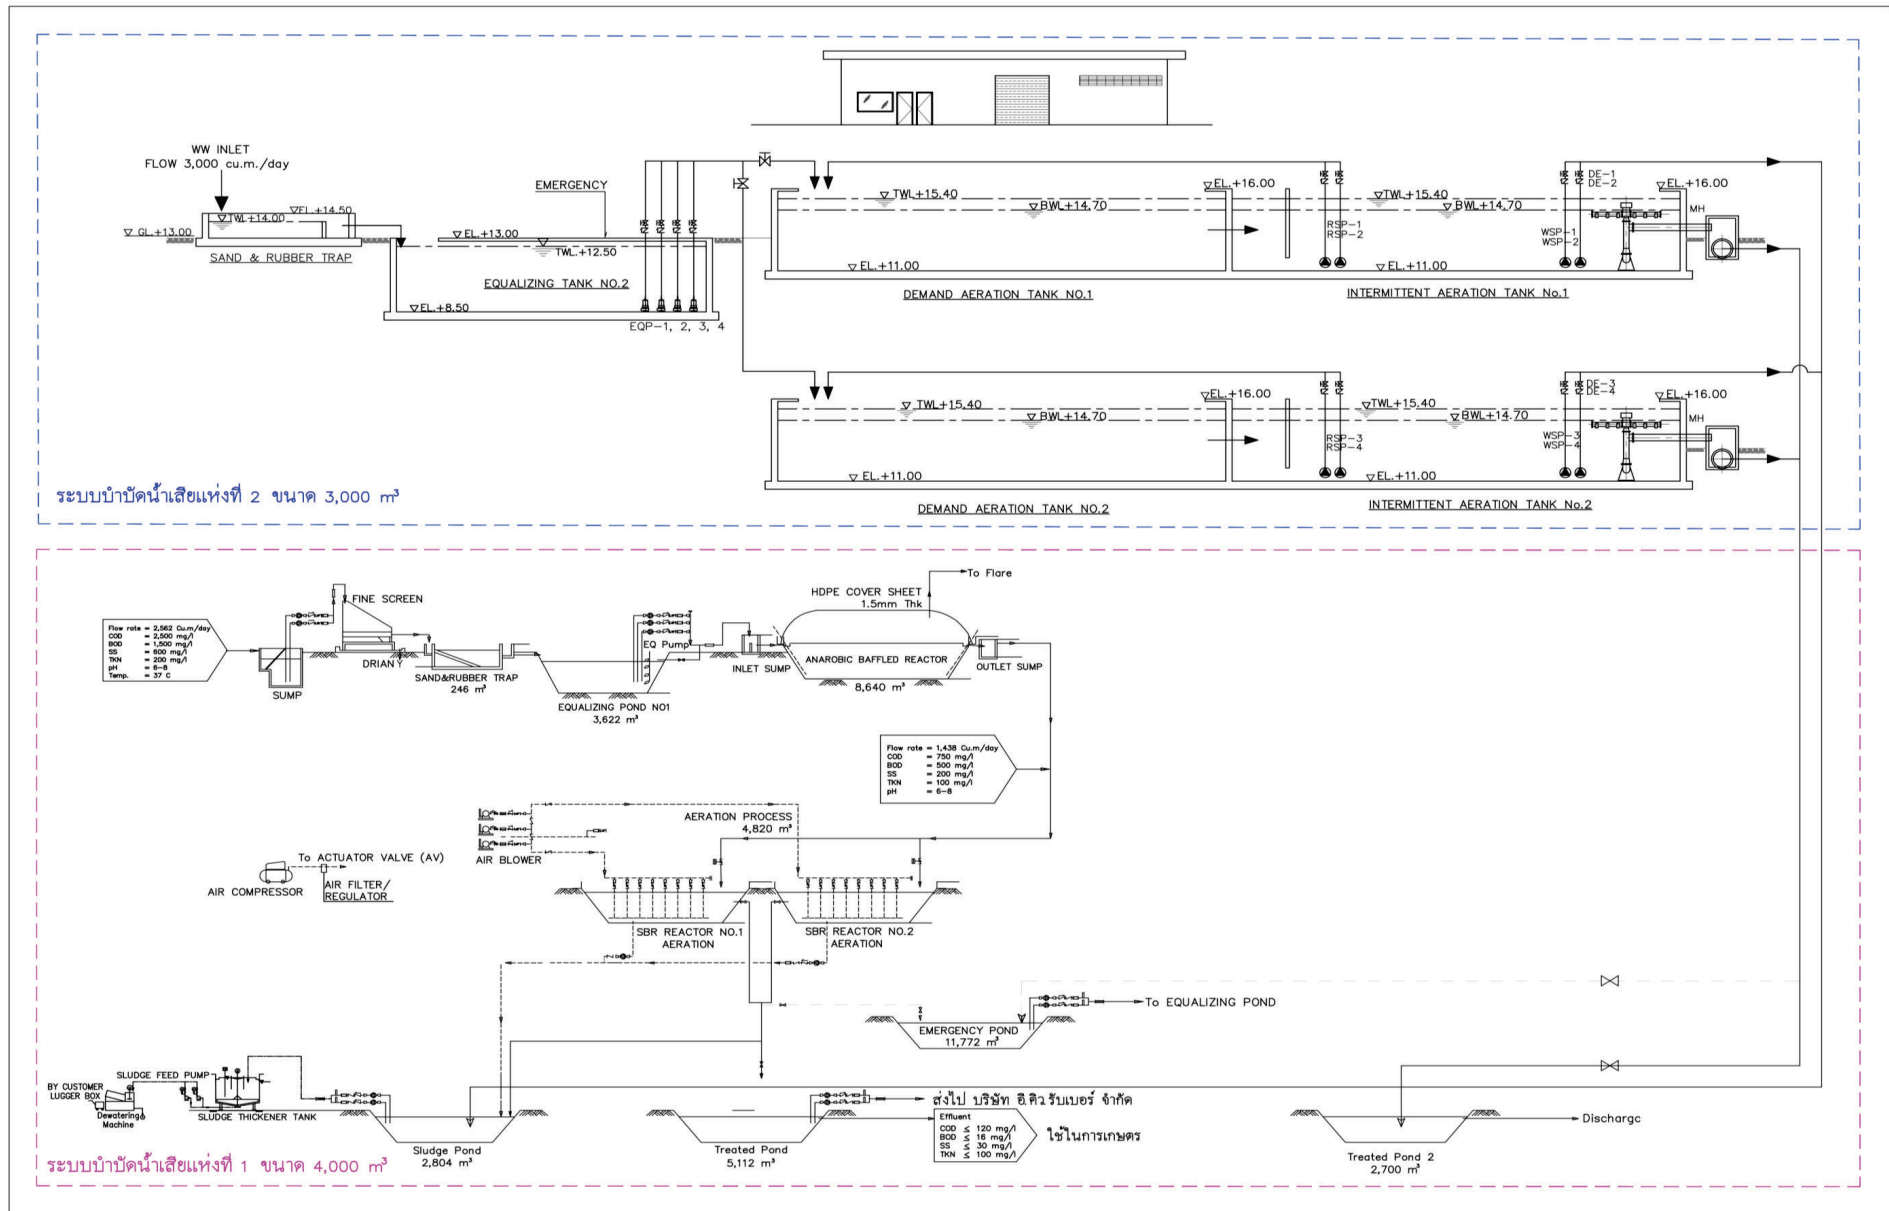 WW INLET
FLOW 3,000 cu.m./day
TWL+14.00
EL.+14.50
GL.+13.00
SAND & RUBBER TRAP
EMERGENCY
EL.+13.00
TWL.+12.50
EQUALIZING TANK NO.2
EL.+8.50
EQP-1, 2, 3, 4
TWL+15.40
BWL+14.70
EL.+16.00
EL.+11.00
DEMAND AERATION TANK NO.1
RSP-1
RSP-2
TWL+15.40
BWL+14.70
DE-1
DE-2
EL.+16.00
MH
WSP-1
WSP-2
EL.+11.00
INTERMITTENT AERATION TANK No.1
TWL+15.40
BWL+14.70
EL.+16.00
EL.+11.00
DEMAND AERATION TANK NO.2
RSP-3
RSP-4
TWL+15.40
BWL+14.70
DE-3
DE-4
EL.+16.00
MH
WSP-3
WSP-4
EL.+11.00
INTERMITTENT AERATION TANK No.2
ระบบบำบัดน้ำเสียแห่งที่ 2 ขนาด 3,000 m³
Flow rate = 2,562 Cu.m/day
COD = 2,500 mg/l
BOD = 1,500 mg/l
SS = 600 mg/l
TKN = 200 mg/l
pH = 6-8
Temp. = 37 C
SUMP
FINE SCREEN
DRIAN
SAND&RUBBER TRAP
246 m³
EQ Pump
EQUALIZING POND NO1
3,622 m³
INLET SUMP
HDPE COVER SHEET
1.5mm Thk
To Flare
ANAROBIC BAFFLED REACTOR
8,640 m³
OUTLET SUMP
Flow rate = 1,438 Cu.m/day
COD = 750 mg/l
BOD = 500 mg/l
SS = 200 mg/l
TKN = 100 mg/l
pH = 6-8
AERATION PROCESS
4,820 m³
AIR BLOWER
To ACTUATOR VALVE (AV)
AIR COMPRESSOR
AIR FILTER/
REGULATOR
SBR REACTOR NO.1
AERATION
SBR REACTOR NO.2
AERATION
To EQUALIZING POND
EMERGENCY POND
11,772 m³
BY CUSTOMER
LUGGER BOX
Dewatering
Machine
SLUDGE FEED PUMP
SLUDGE THICKENER TANK
Sludge Pond
2,804 m³
Treated Pond
5,112 m³
ส่งไป บริษัท อี.คิว รับเบอร์ จำกัด
Effluent
COD ≤ 120 mg/l
BOD ≤ 16 mg/l
SS ≤ 30 mg/l
TKN ≤ 100 mg/l
ใช้ในการเกษตร
Treated Pond 2
2,700 m³
Dischargc
ระบบบำบัดน้ำเสียแห่งที่ 1 ขนาด 4,000 m³